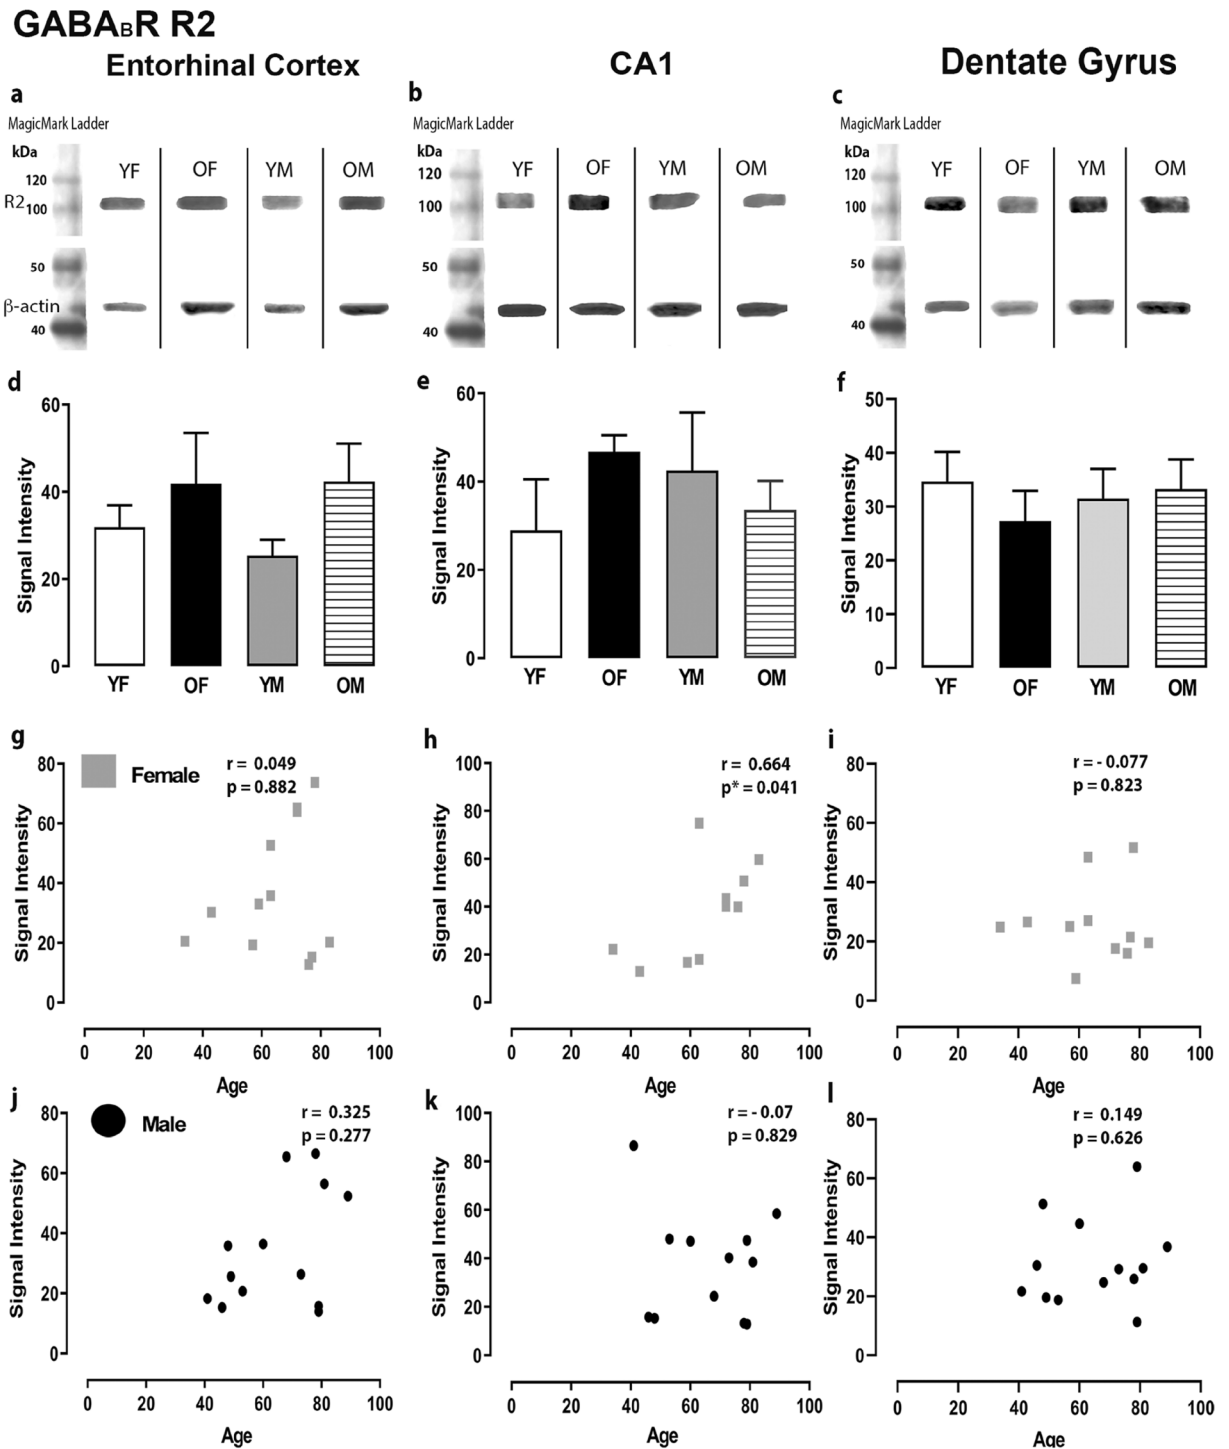 GABABR R2
Entorhinal Cortex
CA1
Dentate Gyrus
a
MagicMark Ladder
kDa
YF
OF
YM
OM
120
R2
100
50
β-actin
40
b
MagicMark Ladder
kDa
YF
OF
YM
OM
120
100
50
40
c
MagicMark Ladder
kDa
YF
OF
YM
OM
120
100
50
40
d
Signal Intensity
60
40
20
0
YF
OF
YM
OM
e
Signal Intensity
60
40
20
0
YF
OF
YM
OM
f
Signal Intensity
50
40
30
20
10
0
YF
OF
YM
OM
g
Female
r = 0.049
p = 0.882
Signal Intensity
80
60
40
20
0
0 20 40 60 80 100
Age
h
r = 0.664
p* = 0.041
Signal Intensity
100
80
60
40
20
0
0 20 40 60 80 100
Age
i
r = - 0.077
p = 0.823
Signal Intensity
80
60
40
20
0
0 20 40 60 80 100
Age
j
Male
r = 0.325
p = 0.277
Signal Intensity
80
60
40
20
0
0 20 40 60 80 100
Age
k
r = - 0.07
p = 0.829
Signal Intensity
100
80
60
40
20
0
0 20 40 60 80 100
Age
l
r = 0.149
p = 0.626
Signal Intensity
80
60
40
20
0
0 20 40 60 80 100
Age